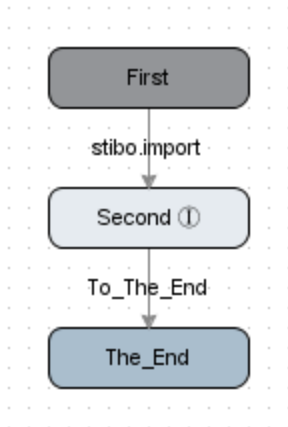 First
stibo.import
Second Ⓘ
To_The_End
The_End